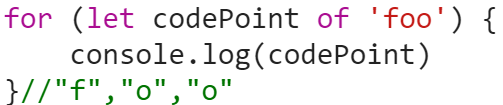 for (let codePoint of 'foo') {
    console.log(codePoint)
}//"f","o","o"